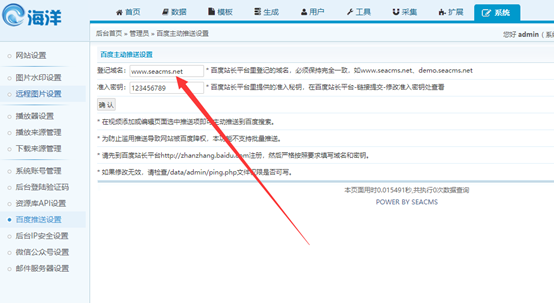 海洋
首页 数据 模板 生成 用户 工具 采集 扩展 系统
后台首页 » 管理员 » 百度主动推送设置
您好 admin (系
网站设置
图片水印设置
远程图片设置
播放器设置
播放来源管理
下载来源管理
系统账号管理
后台登陆验证码
资源库API设置
百度推送设置
后台IP安全设置
微信公众号设置
邮件服务器设置
百度主动推送设置
登记域名: www.seacms.net * 百度站长平台里登记的域名,必须保持完全一致,如www.seacms.net、demo.seacms.net
准入密钥: 123456789 * 百度站长平台里提供的准入秘钥,在百度站长平台-链接提交-修改准入密钥处查看
确 认
* 在视频添加或编辑页面选中推送项即可主动推送到百度搜索。
* 为防止滥用推送导致网站被百度降权,本功能不支持批量推送。
* 请先到百度站长平台http://zhanzhang.baidu.com注册,然后严格按照要求填写域名和密钥。
* 如果修改无效,请检查/data/admin/ping.php文件权限是否可写。
本页面用时0.015491秒,共执行0次数据查询
POWER BY SEACMS